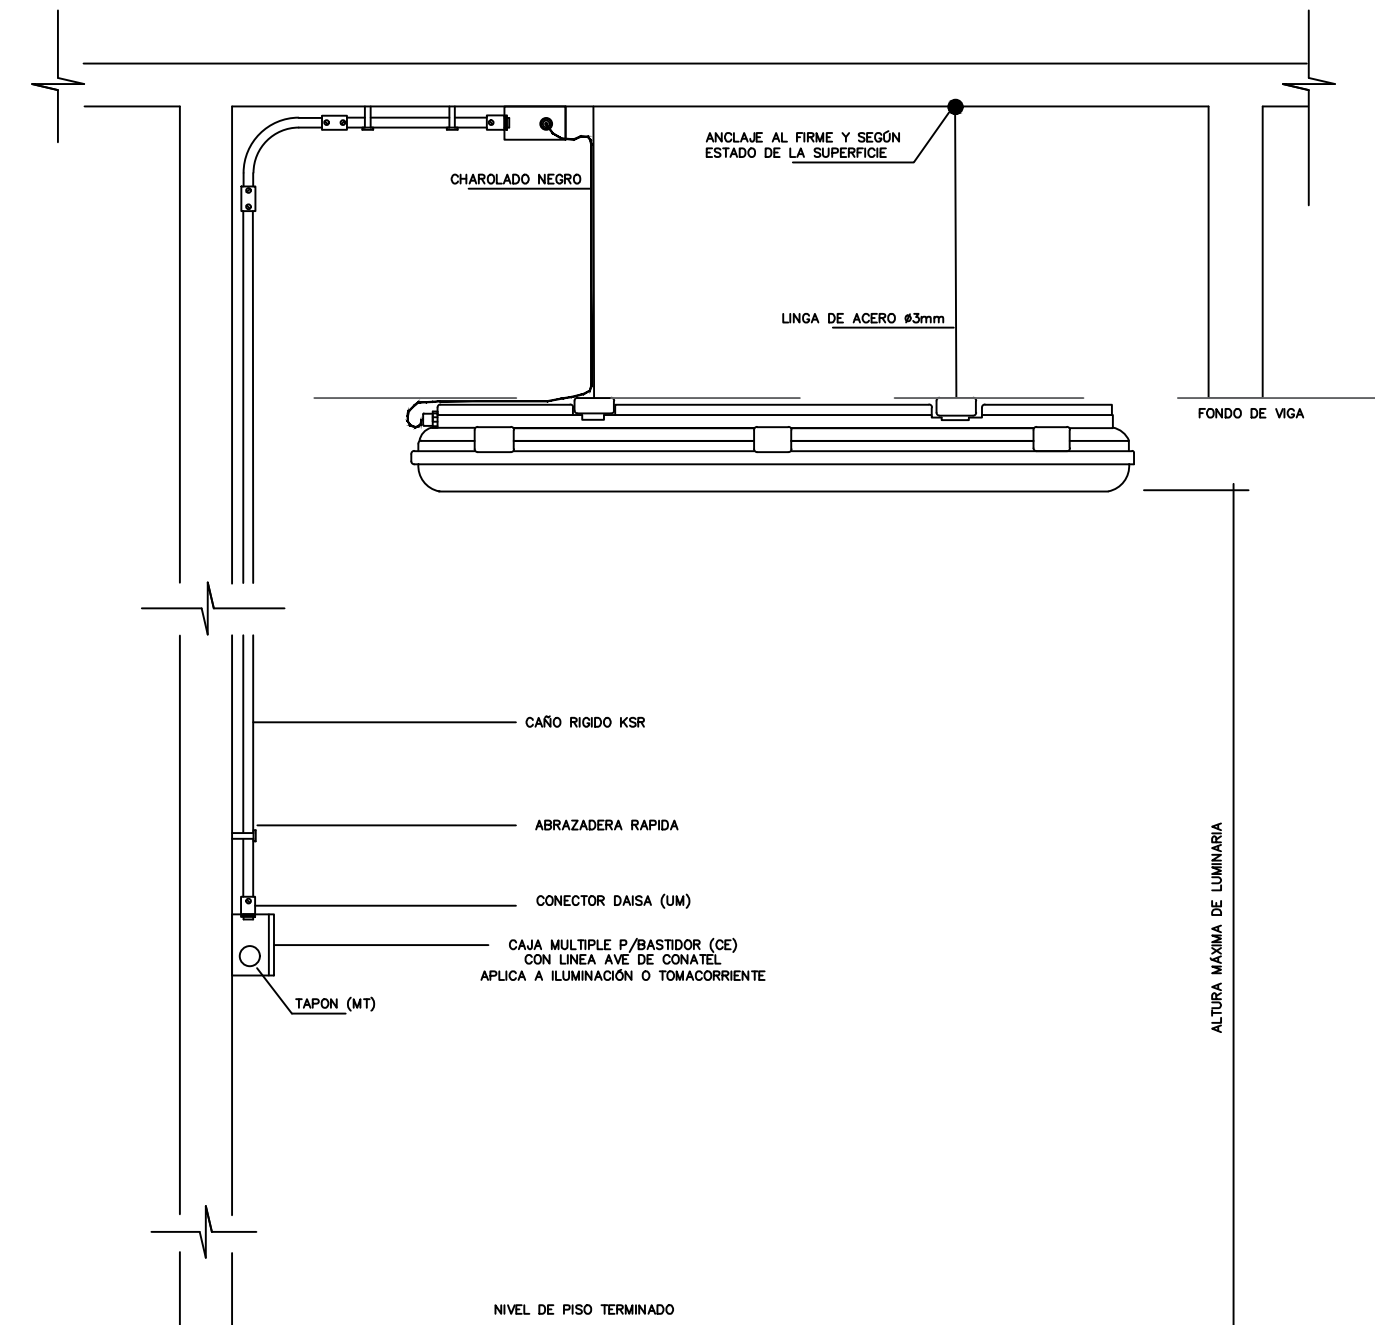 ANCLAJE AL FIRME Y SEGÚN
ESTADO DE LA SUPERFICIE
CHAROLADO NEGRO
LINGA DE ACERO ø3mm
FONDO DE VIGA
CAÑO RIGIDO KSR
ABRAZADERA RAPIDA
CONECTOR DAISA (UM)
CAJA MULTIPLE P/BASTIDOR (CE)
CON LINEA AVE DE CONATEL
APLICA A ILUMINACIÓN O TOMACORRIENTE
TAPON (MT)
ALTURA MÁXIMA DE LUMINARIA
NIVEL DE PISO TERMINADO